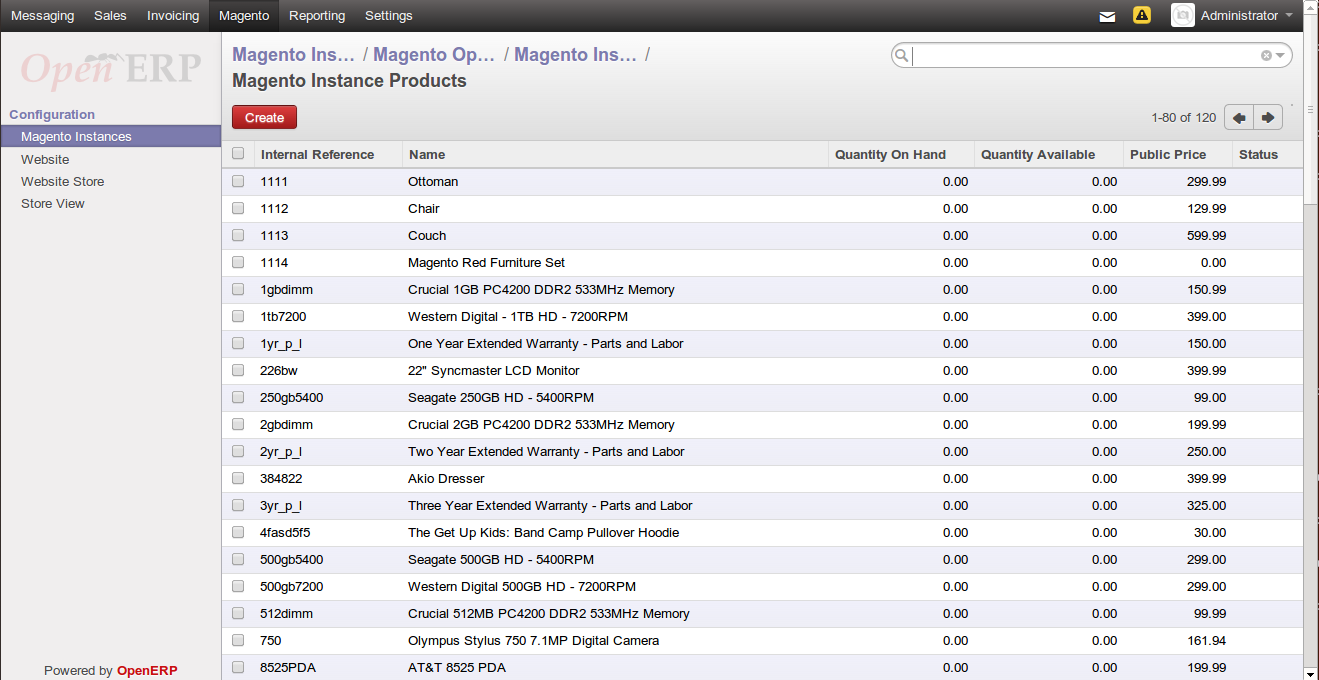 Messaging Sales Invoicing Magento Reporting Settings Administrator
Open ERP
Configuration
Magento Instances
Website
Website Store
Store View
Powered by OpenERP
Magento Ins... / Magento Op... / Magento Ins... /
Magento Instance Products
Create
1-80 of 120
Internal Reference Name Quantity On Hand Quantity Available Public Price Status
1111 Ottoman 0.00 0.00 299.99
1112 Chair 0.00 0.00 129.99
1113 Couch 0.00 0.00 599.99
1114 Magento Red Furniture Set 0.00 0.00 0.00
1gbdimm Crucial 1GB PC4200 DDR2 533MHz Memory 0.00 0.00 150.99
1tb7200 Western Digital - 1TB HD - 7200RPM 0.00 0.00 399.00
1yr_p_l One Year Extended Warranty - Parts and Labor 0.00 0.00 150.00
226bw 22" Syncmaster LCD Monitor 0.00 0.00 399.99
250gb5400 Seagate 250GB HD - 5400RPM 0.00 0.00 99.00
2gbdimm Crucial 2GB PC4200 DDR2 533MHz Memory 0.00 0.00 199.99
2yr_p_l Two Year Extended Warranty - Parts and Labor 0.00 0.00 250.00
384822 Akio Dresser 0.00 0.00 399.99
3yr_p_l Three Year Extended Warranty - Parts and Labor 0.00 0.00 325.00
4fasd5f5 The Get Up Kids: Band Camp Pullover Hoodie 0.00 0.00 30.00
500gb5400 Seagate 500GB HD - 5400RPM 0.00 0.00 299.00
500gb7200 Western Digital 500GB HD - 7200RPM 0.00 0.00 299.00
512dimm Crucial 512MB PC4200 DDR2 533MHz Memory 0.00 0.00 99.99
750 Olympus Stylus 750 7.1MP Digital Camera 0.00 0.00 161.94
8525PDA AT&T 8525 PDA 0.00 0.00 199.99